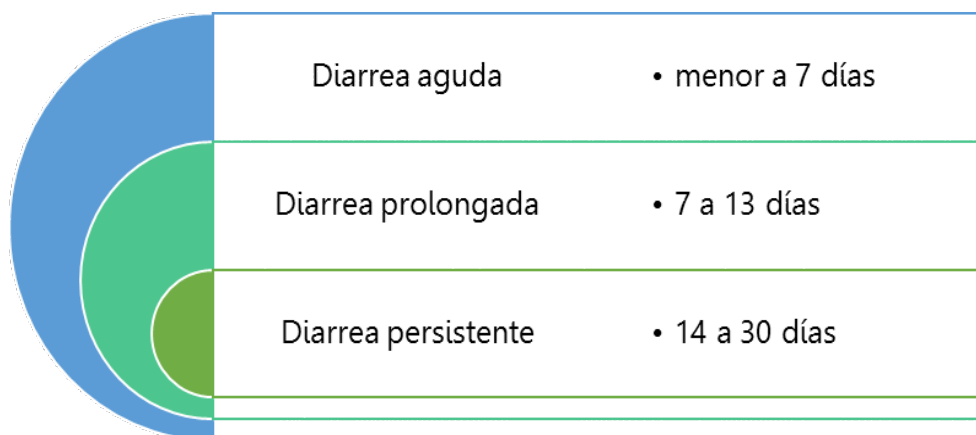 Diarrea aguda • menor a 7 días
Diarrea prolongada • 7 a 13 días
Diarrea persistente • 14 a 30 días